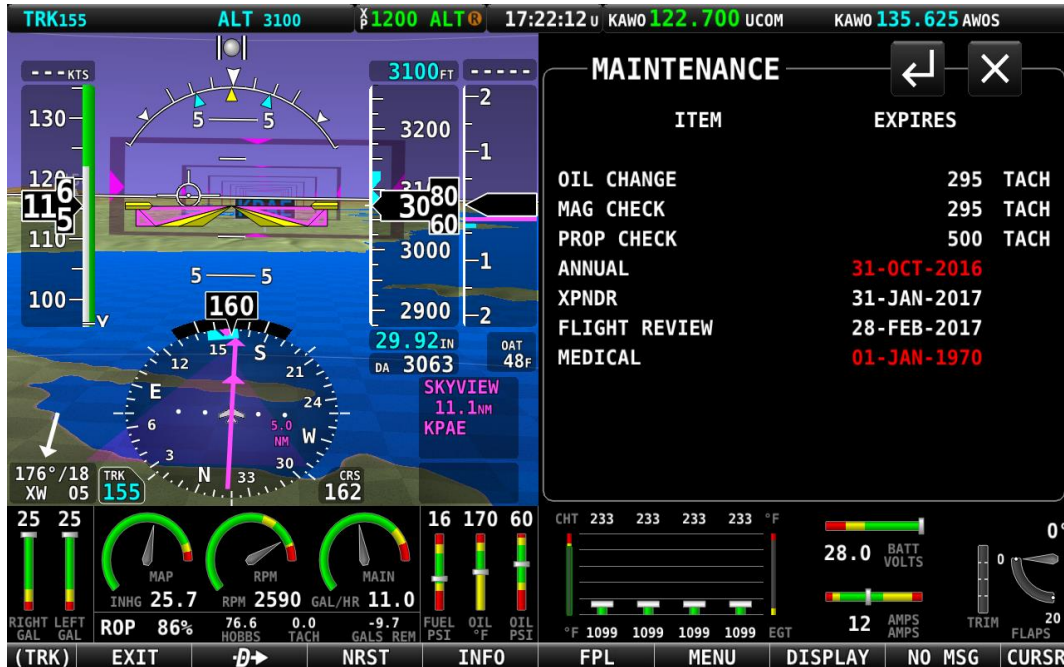 TRK155 ALT 3100 XP 1200 ALT R 17:22:12 U KAWO 122.700 UCOM KAWO 135.625 AWOS
---KTS
3100FT -----
MAINTENANCE
ITEM EXPIRES
OIL CHANGE 295 TACH
MAG CHECK 295 TACH
PROP CHECK 500 TACH
ANNUAL 31-OCT-2016
XPNDR 31-JAN-2017
FLIGHT REVIEW 28-FEB-2017
MEDICAL 01-JAN-1970
130
120
116
5
110
100
Y
5 5
KPAE
5 5
3200
31
3080
60
3000
2900
2
1
1
2
160
29.92IN
DA 3063
OAT
48F
SKYVIEW
11.1NM
KPAE
12 15 S 21 24 W 30 33 N 3 6 E
5.0
NM
176°/18
XW 05
TRK
155
CRS
162
25 25
RIGHT GAL
LEFT GAL
MAP
INHG 25.7
RPM
RPM 2590
MAIN
GAL/HR 11.0
ROP 86%
76.6 HOBBS
0.0 TACH
-9.7 GALS REM
16 170 60
FUEL PSI
OIL °F
OIL PSI
CHT 233 233 233 233 °F
°F 1099 1099 1099 1099 EGT
28.0 BATT VOLTS
12 AMPS AMPS
TRIM
0°
0
20
FLAPS
(TRK) EXIT D NRST INFO FPL MENU DISPLAY NO MSG CURSR